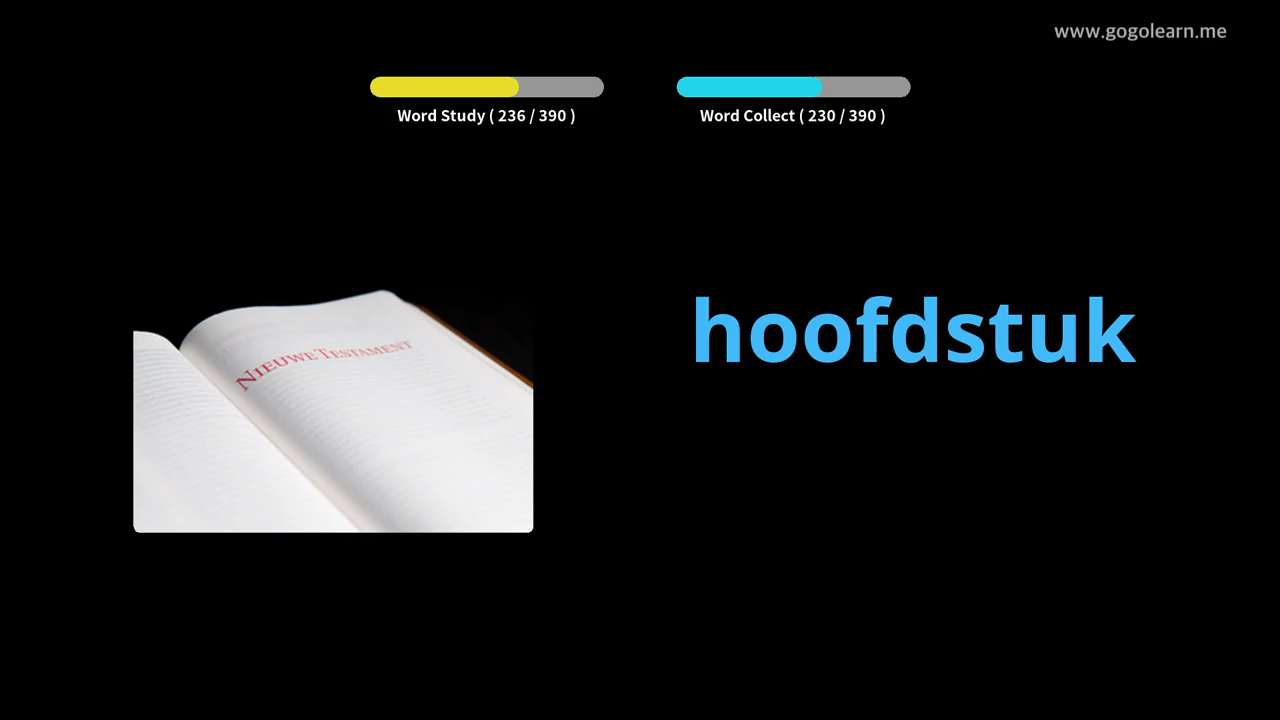 www.gogolearn.me
Word Study ( 236 / 390 )
Word Collect ( 230 / 390 )
NIEUWE TESTAMENT
hoofdstuk